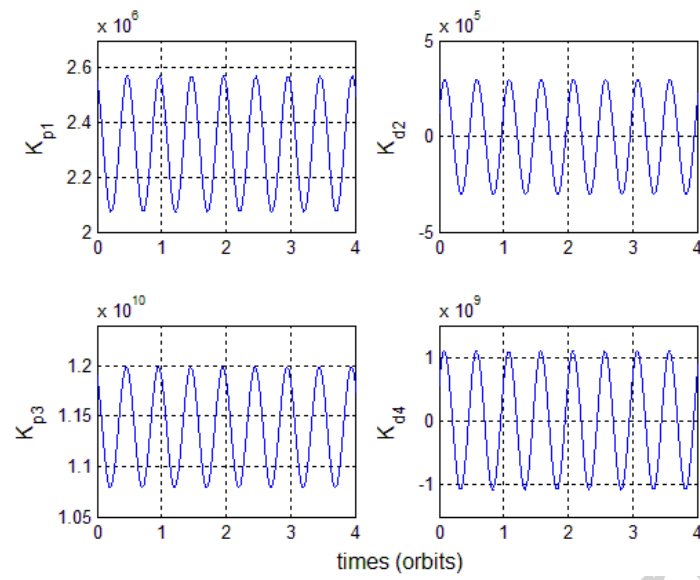 x 10^6
2.6
2.4
2.2
2
K_p1
0 1 2 3 4
x 10^5
5
0
-5
K_d2
0 1 2 3 4
x 10^10
1.2
1.15
1.1
1.05
K_p3
0 1 2 3 4
x 10^9
1
0
-1
K_d4
0 1 2 3 4
times (orbits)